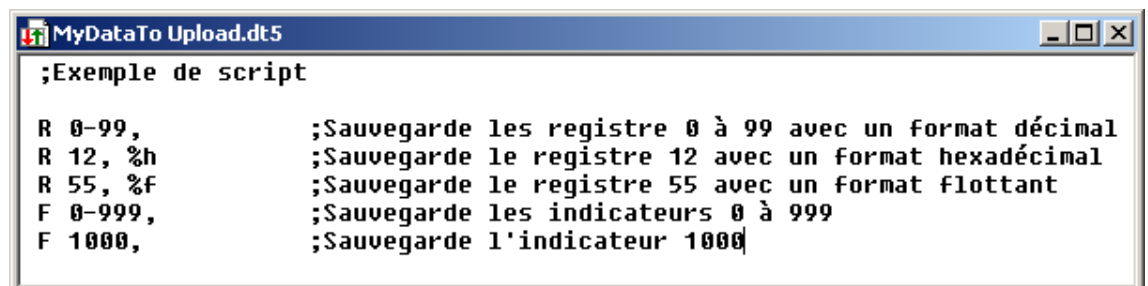 MyDataTo Upload.dt5
;Exemple de script
R 0-99, ;Sauvegarde les registre 0 à 99 avec un format décimal
R 12, %h ;Sauvegarde le registre 12 avec un format hexadécimal
R 55, %f ;Sauvegarde le registre 55 avec un format flottant
F 0-999, ;Sauvegarde les indicateurs 0 à 999
F 1000, ;Sauvegarde l'indicateur 1000